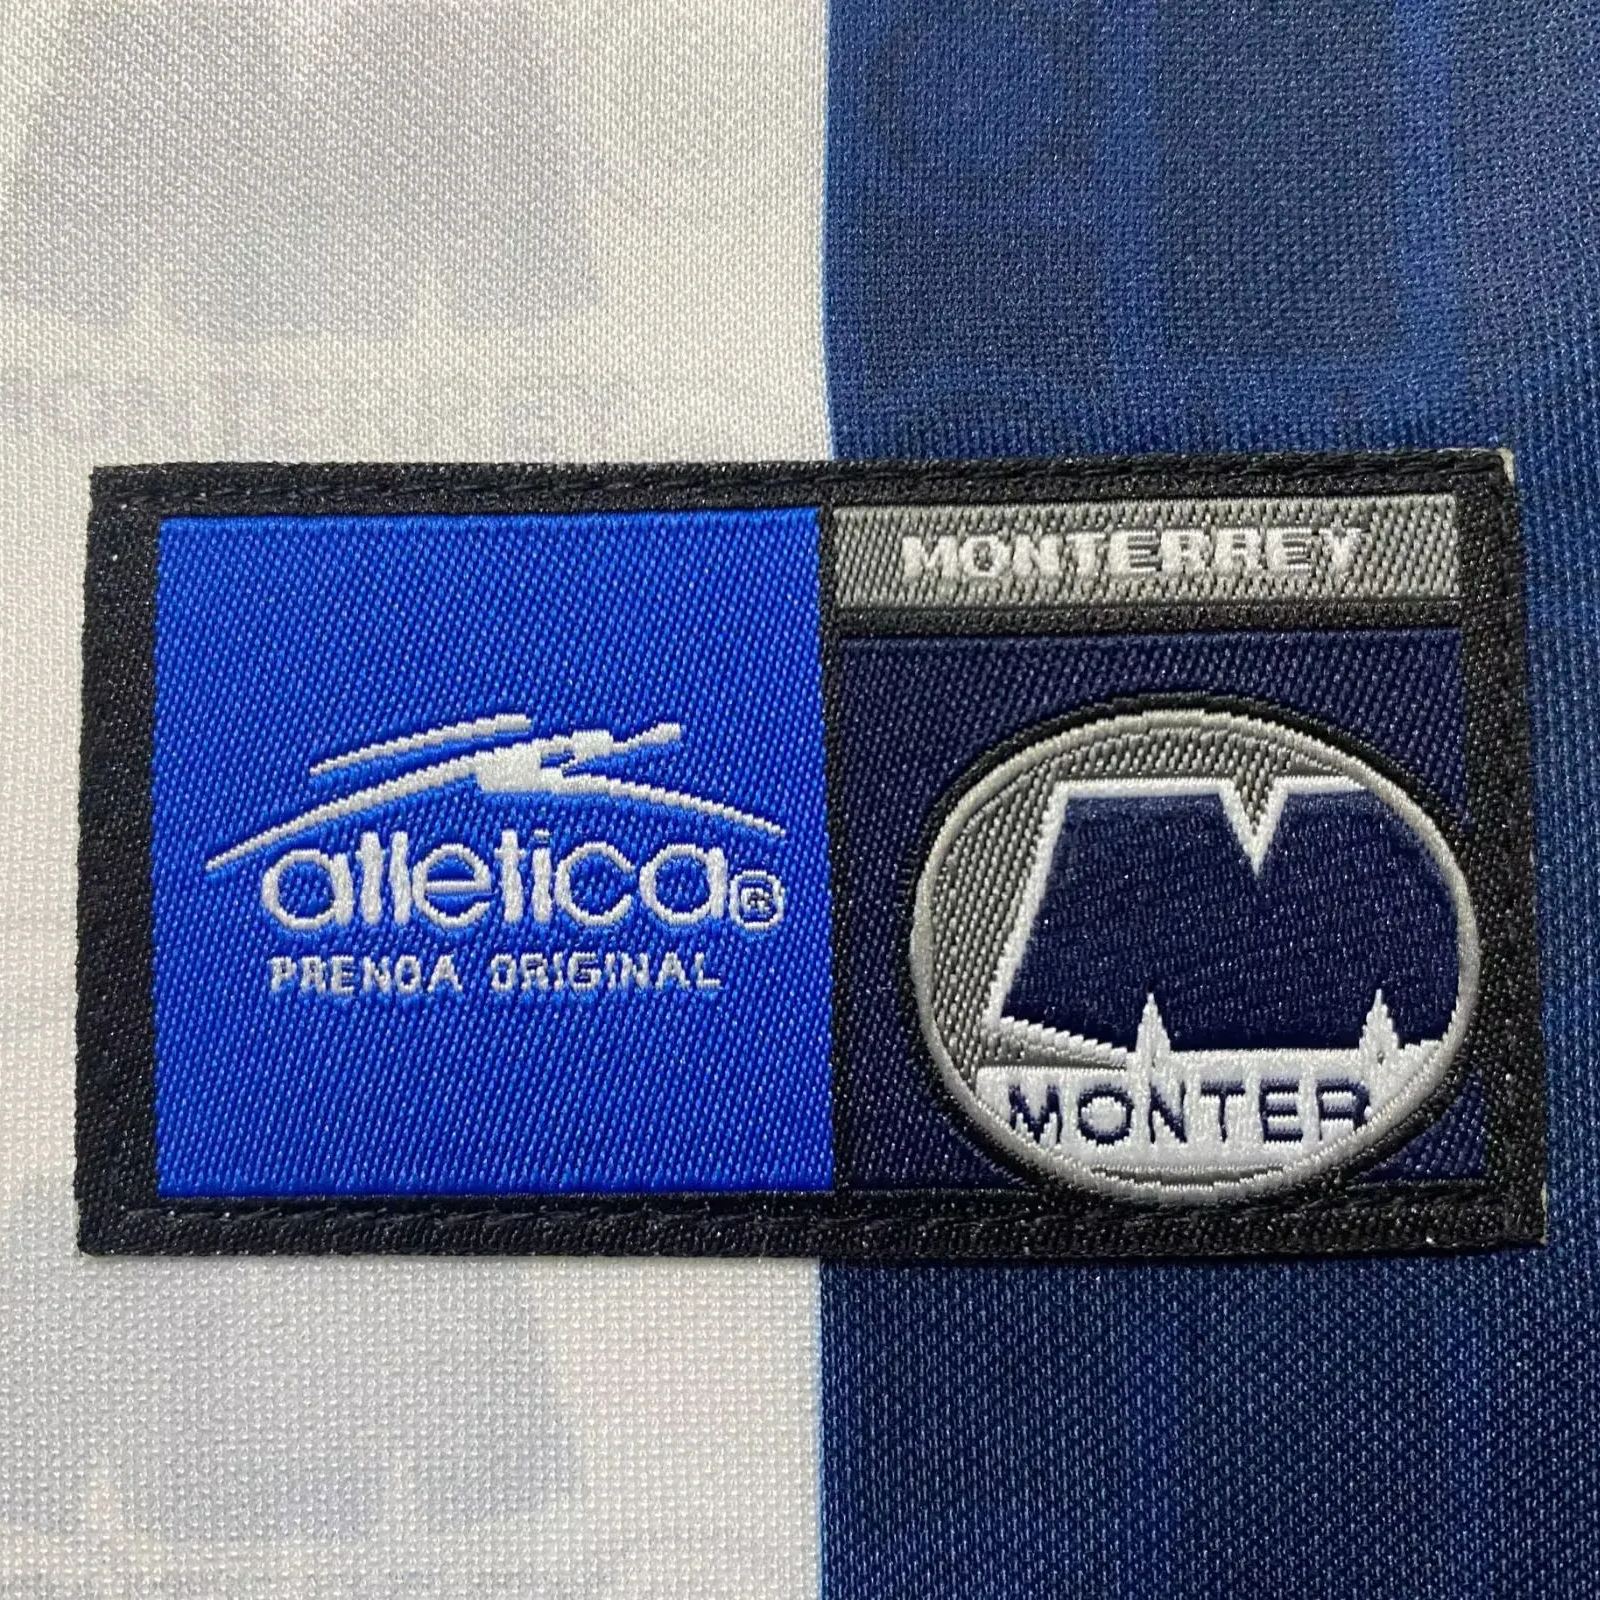 atletica®
PRENDA ORIGINAL
MONTERREY
MONTER